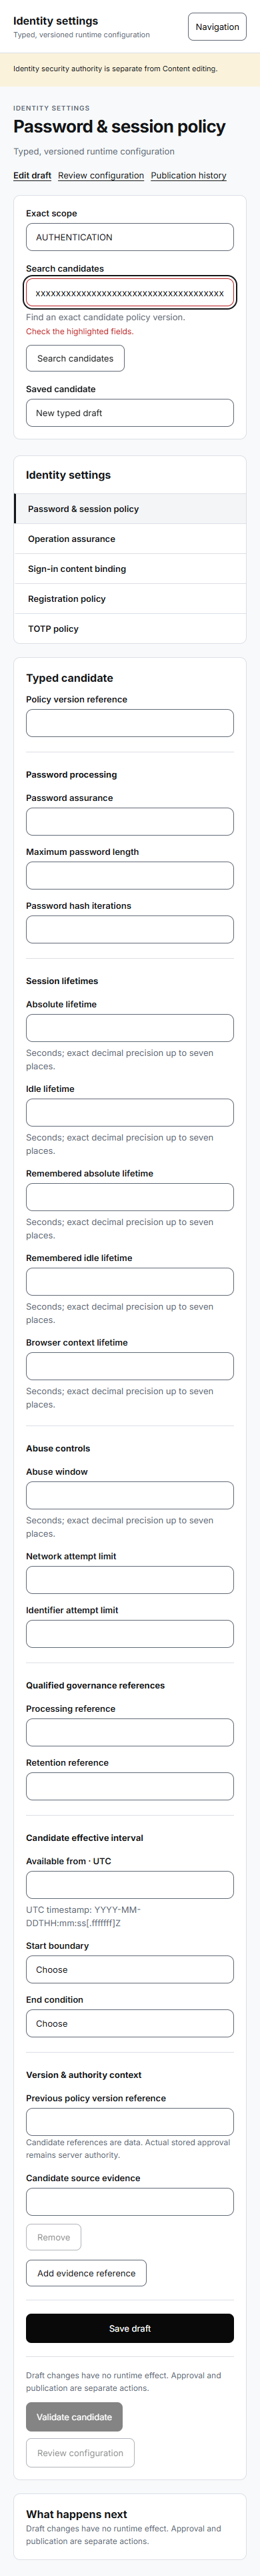 Identity settings
Typed, versioned runtime configuration
Navigation
Identity security authority is separate from Content editing.
IDENTITY SETTINGS
Password & session policy
Typed, versioned runtime configuration
Edit draft Review configuration Publication history
Exact scope
AUTHENTICATION
Search candidates
xxxxxxxxxxxxxxxxxxxxxxxxxxxxxxxxxxxxx
Find an exact candidate policy version.
Check the highlighted fields.
Search candidates
Saved candidate
New typed draft
Identity settings
Password & session policy
Operation assurance
Sign-in content binding
Registration policy
TOTP policy
Typed candidate
Policy version reference
Password processing
Password assurance
Maximum password length
Password hash iterations
Session lifetimes
Absolute lifetime
Seconds; exact decimal precision up to seven
places.
Idle lifetime
Seconds; exact decimal precision up to seven
places.
Remembered absolute lifetime
Seconds; exact decimal precision up to seven
places.
Remembered idle lifetime
Seconds; exact decimal precision up to seven
places.
Browser context lifetime
Seconds; exact decimal precision up to seven
places.
Abuse controls
Abuse window
Seconds; exact decimal precision up to seven
places.
Network attempt limit
Identifier attempt limit
Qualified governance references
Processing reference
Retention reference
Candidate effective interval
Available from · UTC
UTC timestamp: YYYY-MM-
DDTHH:mm:ss[.fffffff]Z
Start boundary
Choose
End condition
Choose
Version & authority context
Previous policy version reference
Candidate references are data. Actual stored approval
remains server authority.
Candidate source evidence
Remove
Add evidence reference
Save draft
Draft changes have no runtime effect. Approval and
publication are separate actions.
Validate candidate
Review configuration
What happens next
Draft changes have no runtime effect. Approval and
publication are separate actions.